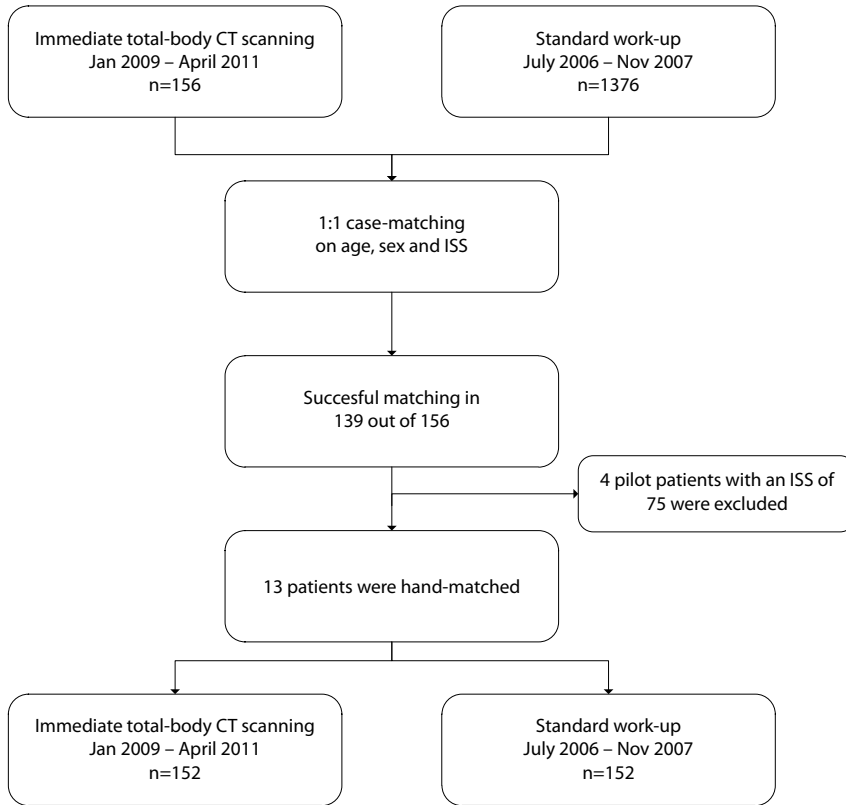 Immediate total-body CT scanning
Jan 2009 – April 2011
n=156
Standard work-up
July 2006 – Nov 2007
n=1376
1:1 case-matching
on age, sex and ISS
Succesful matching in
139 out of 156
4 pilot patients with an ISS of
75 were excluded
13 patients were hand-matched
Immediate total-body CT scanning
Jan 2009 – April 2011
n=152
Standard work-up
July 2006 – Nov 2007
n=152